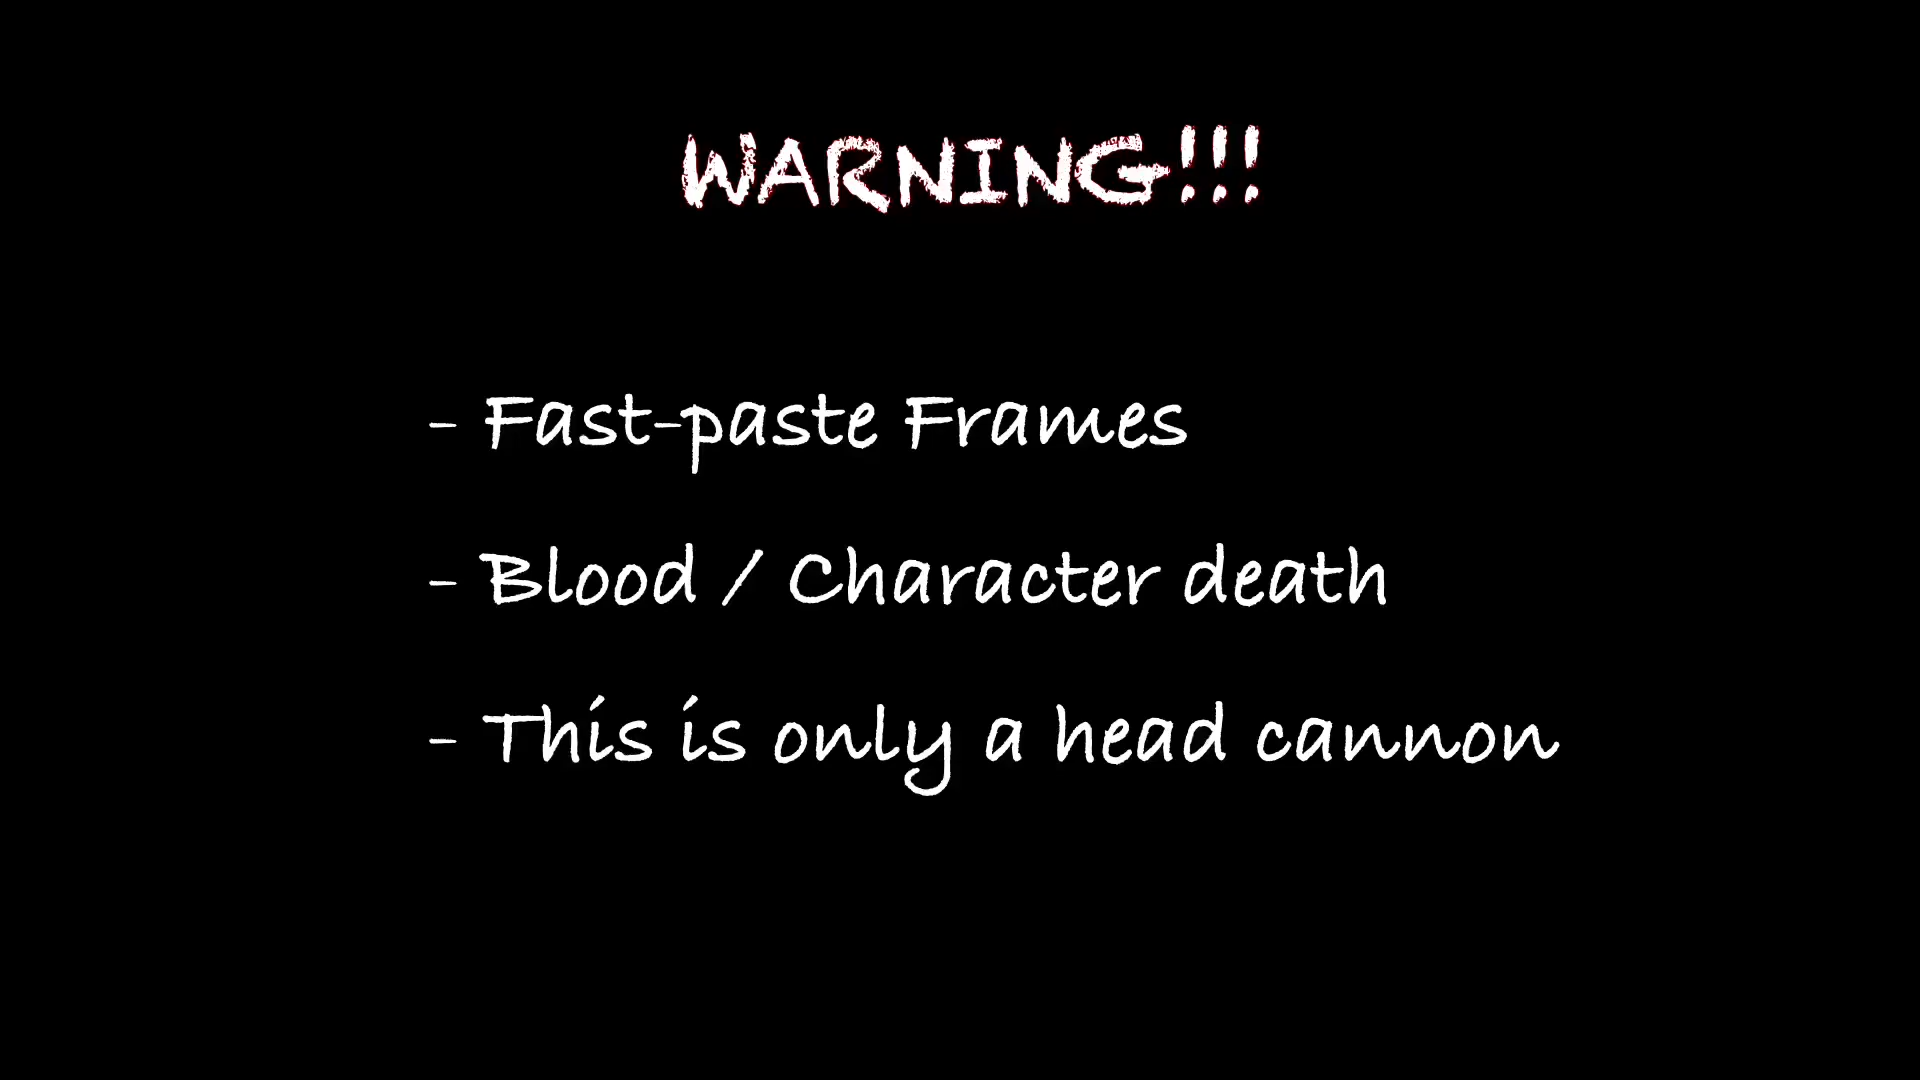 WARNING!!!
- Fast-paste Frames
- Blood / Character death
- This is only a head cannon